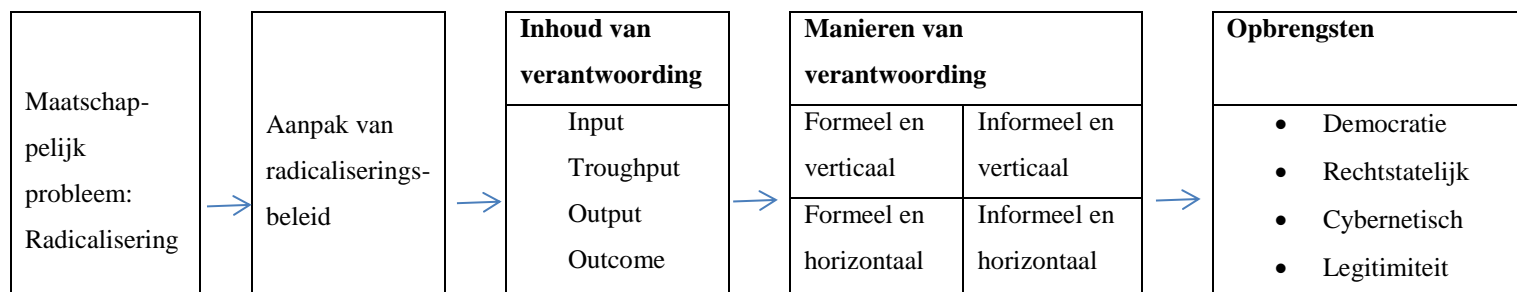 Maatschap-
pelijk
probleem:
Radicalisering
Aanpak van
radicaliserings-
beleid
Inhoud van
verantwoording
Input
Troughput
Output
Outcome
Manieren van
verantwoording
Formeel en
verticaal
Informeel en
verticaal
Formeel en
horizontaal
Informeel en
horizontaal
Opbrengsten
• Democratie
• Rechtstatelijk
• Cybernetisch
• Legitimiteit